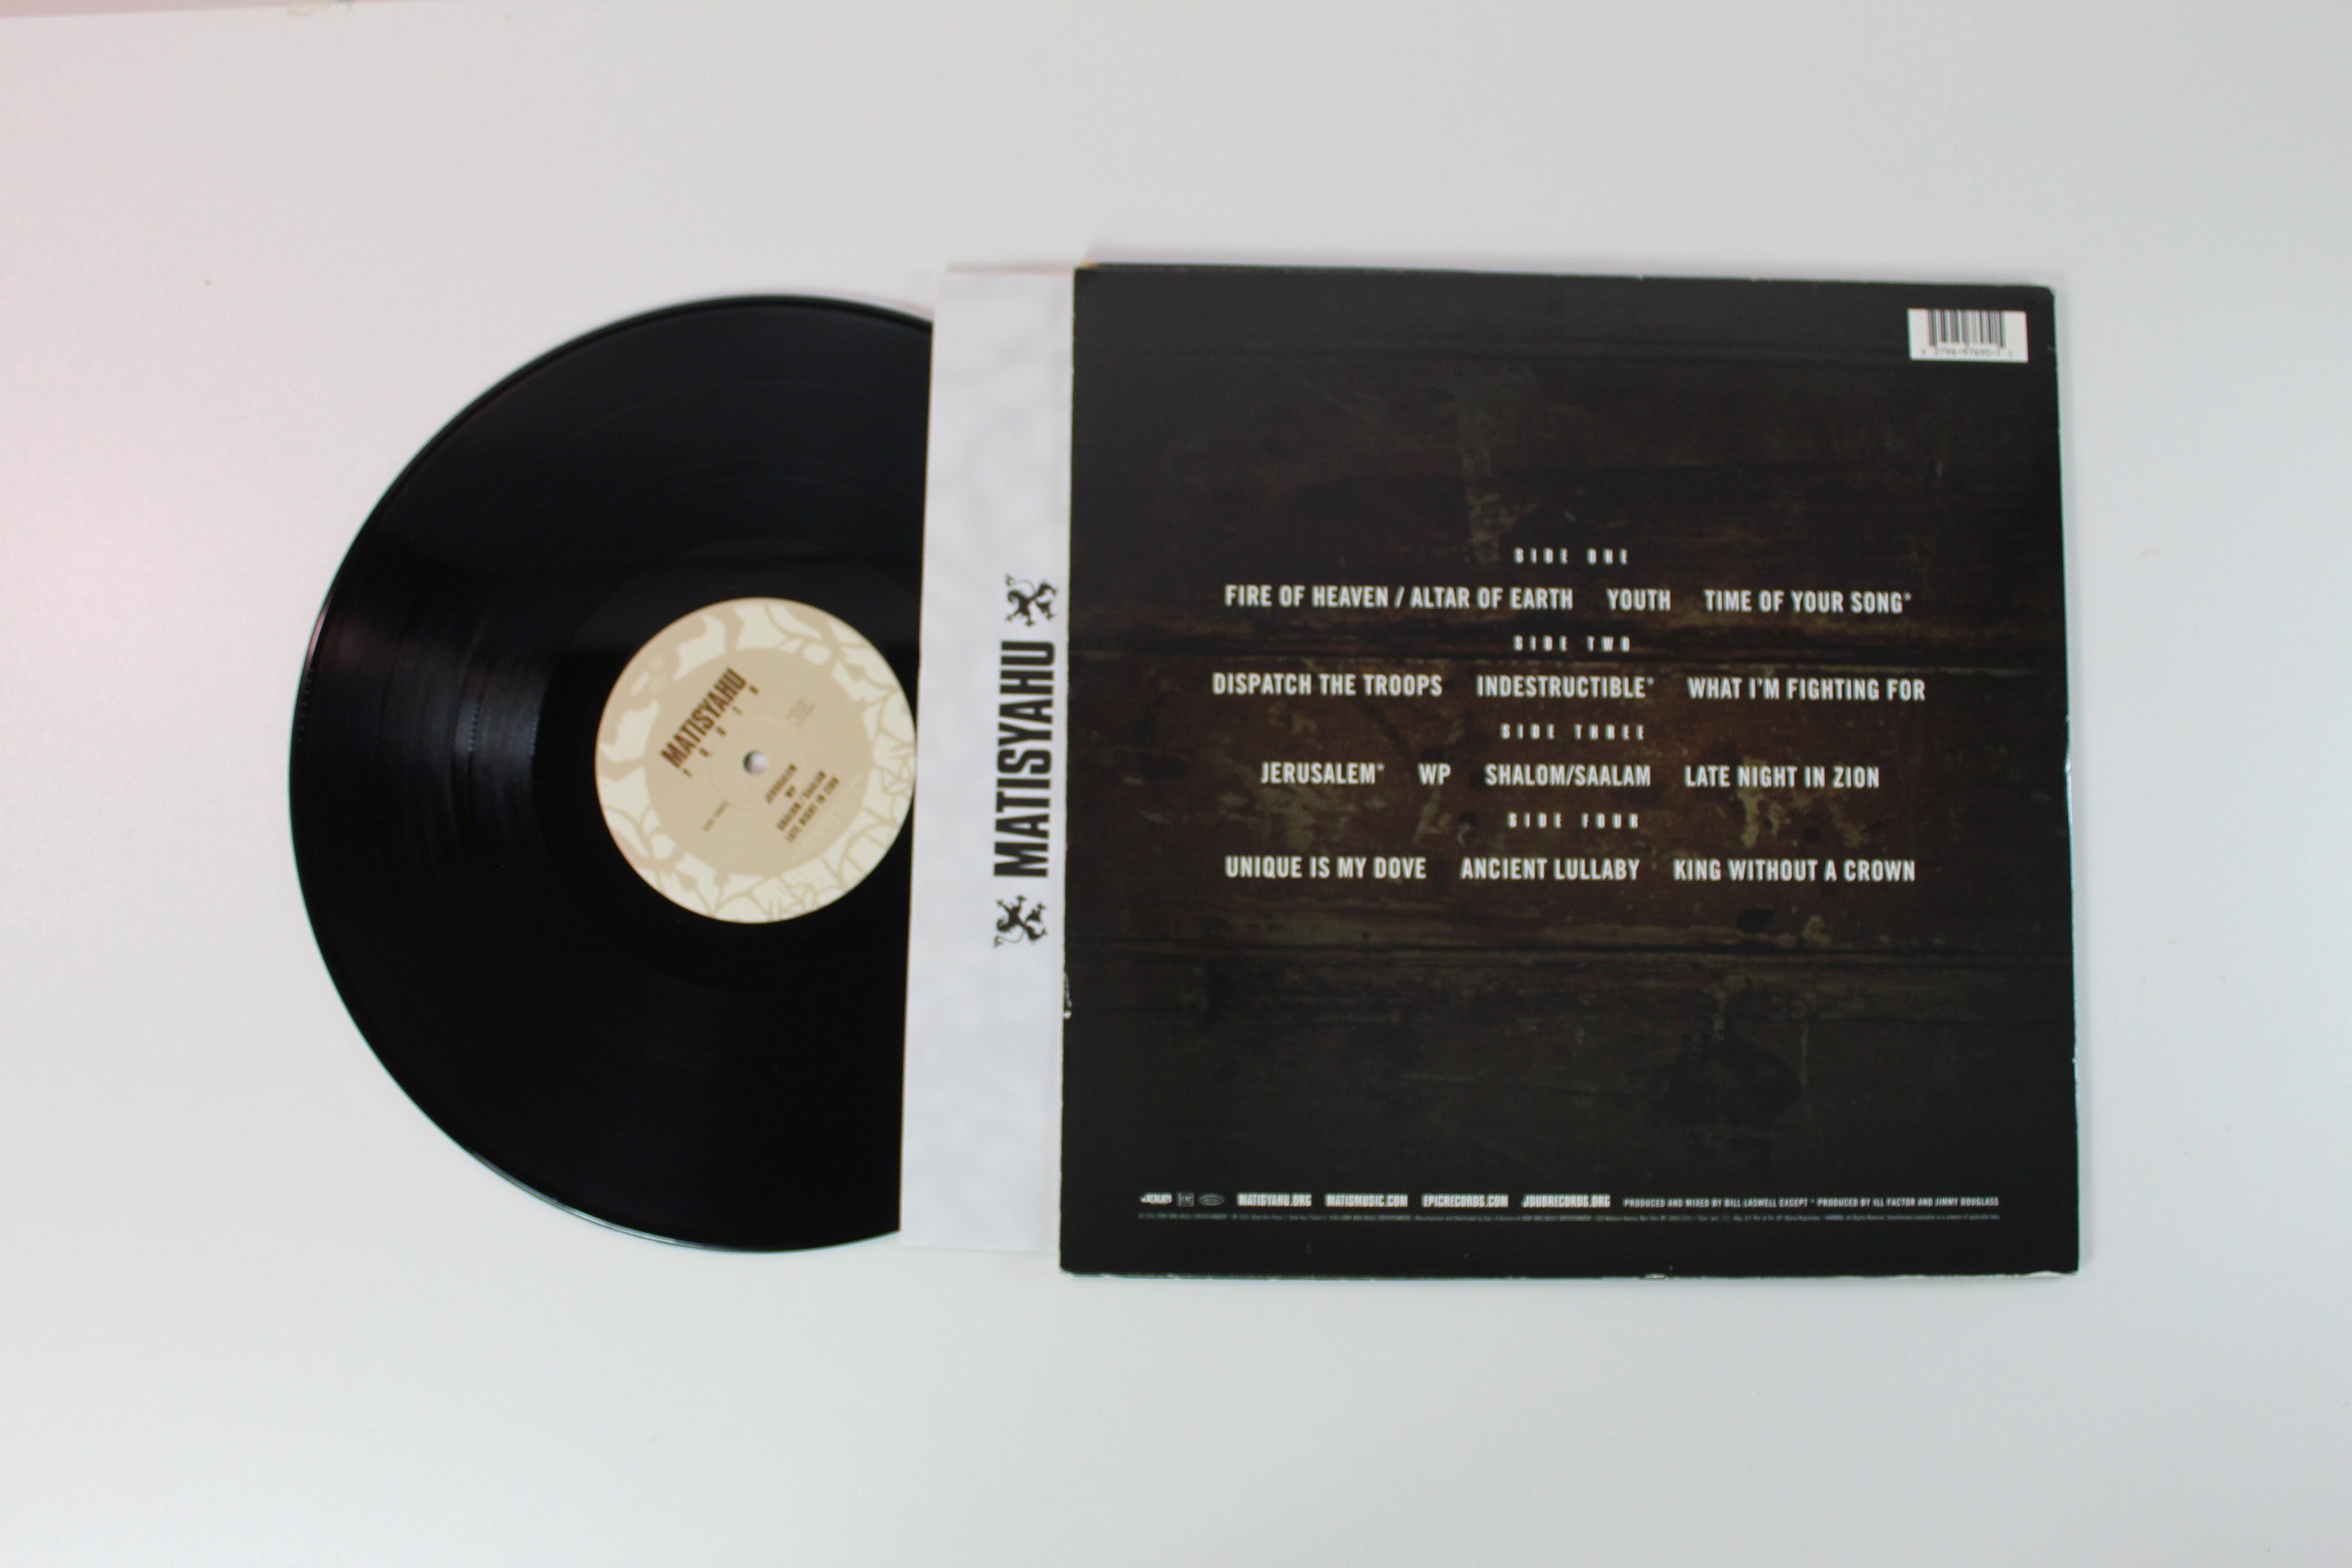 MATISYAHU
YOUTH
JERUSALEM
WP
SHALOM/SAALAM
LATE NIGHT IN ZION
MATISYAHU
SIDE ONE
FIRE OF HEAVEN / ALTAR OF EARTH YOUTH TIME OF YOUR SONG*
SIDE TWO
DISPATCH THE TROOPS INDESTRUCTIBLE* WHAT I'M FIGHTING FOR
SIDE THREE
JERUSALEM* WP SHALOM/SAALAM LATE NIGHT IN ZION
SIDE FOUR
UNIQUE IS MY DOVE ANCIENT LULLABY KING WITHOUT A CROWN
JDUB MATISYAHU.ORG MATISMUSIC.COM EPICRECORDS.COM JDUBRECORDS.ORG PRODUCED AND MIXED BY BILL LASWELL EXCEPT * PRODUCED BY ILL FACTOR AND JIMMY DOUGLASS